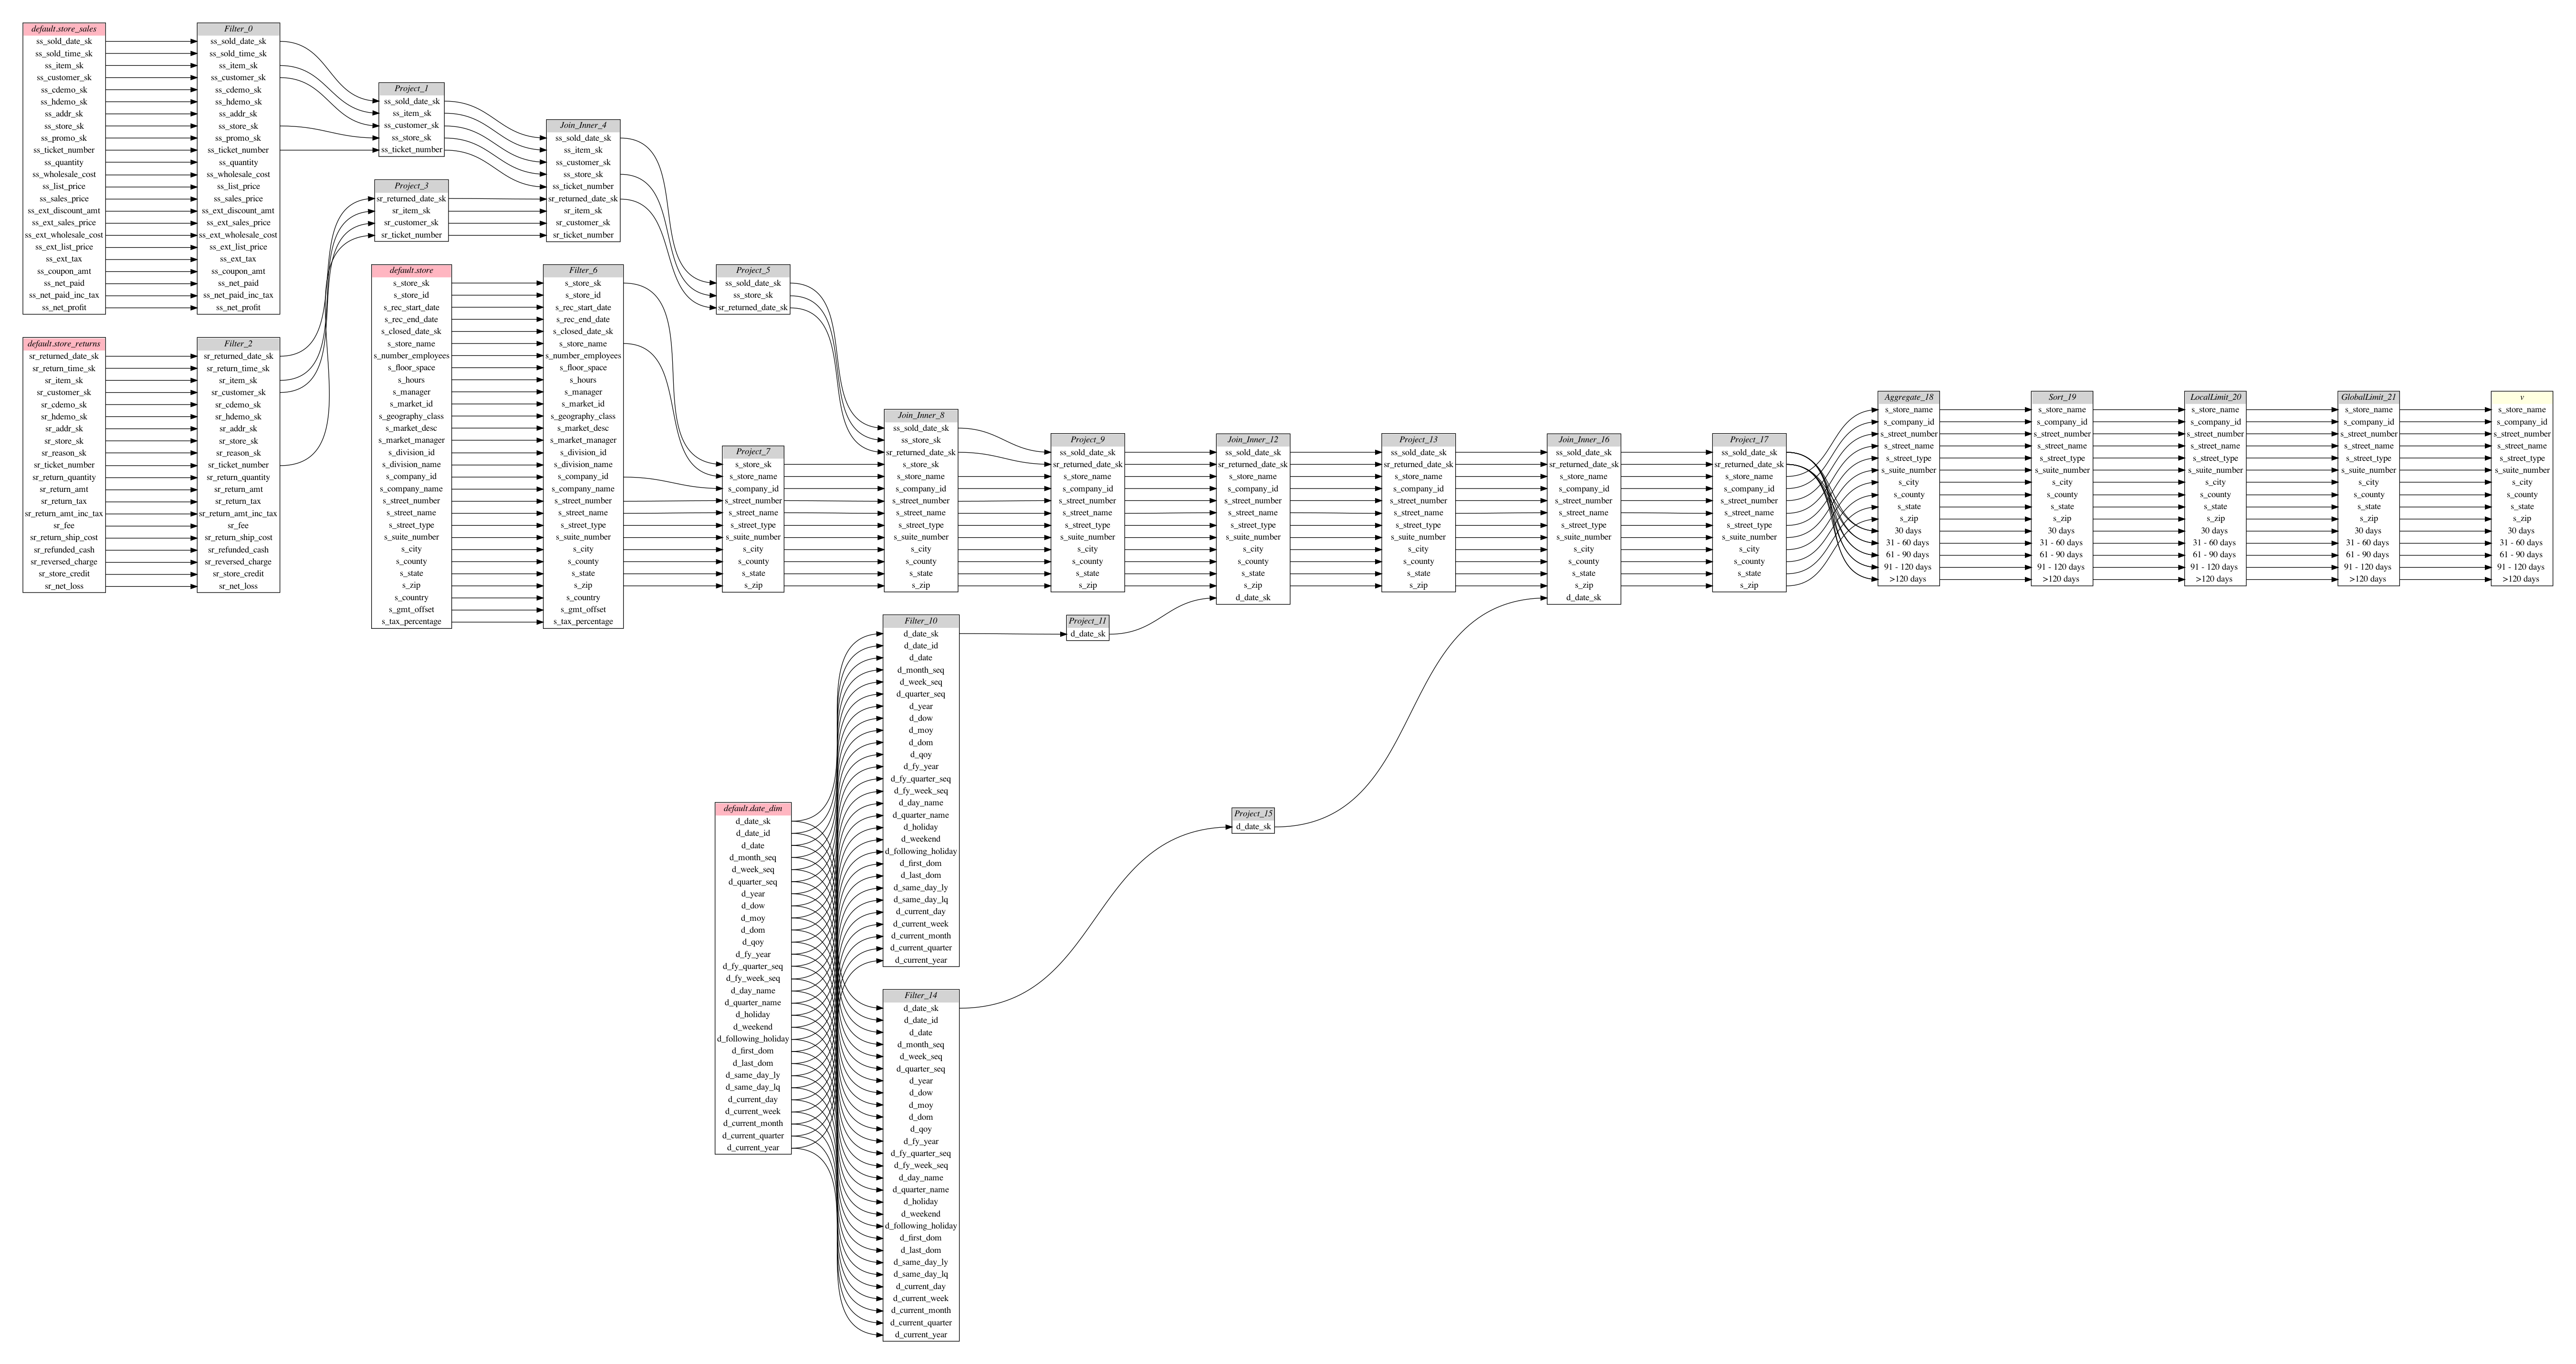 default.store_sales
ss_sold_date_sk
ss_sold_time_sk
ss_item_sk
ss_customer_sk
ss_cdemo_sk
ss_hdemo_sk
ss_addr_sk
ss_store_sk
ss_promo_sk
ss_ticket_number
ss_quantity
ss_wholesale_cost
ss_list_price
ss_sales_price
ss_ext_discount_amt
ss_ext_sales_price
ss_ext_wholesale_cost
ss_ext_list_price
ss_ext_tax
ss_coupon_amt
ss_net_paid
ss_net_paid_inc_tax
ss_net_profit
Filter_0
ss_sold_date_sk
ss_sold_time_sk
ss_item_sk
ss_customer_sk
ss_cdemo_sk
ss_hdemo_sk
ss_addr_sk
ss_store_sk
ss_promo_sk
ss_ticket_number
ss_quantity
ss_wholesale_cost
ss_list_price
ss_sales_price
ss_ext_discount_amt
ss_ext_sales_price
ss_ext_wholesale_cost
ss_ext_list_price
ss_ext_tax
ss_coupon_amt
ss_net_paid
ss_net_paid_inc_tax
ss_net_profit
default.store_returns
sr_returned_date_sk
sr_return_time_sk
sr_item_sk
sr_customer_sk
sr_cdemo_sk
sr_hdemo_sk
sr_addr_sk
sr_store_sk
sr_reason_sk
sr_ticket_number
sr_return_quantity
sr_return_amt
sr_return_tax
sr_return_amt_inc_tax
sr_fee
sr_return_ship_cost
sr_refunded_cash
sr_reversed_charge
sr_store_credit
sr_net_loss
Filter_2
sr_returned_date_sk
sr_return_time_sk
sr_item_sk
sr_customer_sk
sr_cdemo_sk
sr_hdemo_sk
sr_addr_sk
sr_store_sk
sr_reason_sk
sr_ticket_number
sr_return_quantity
sr_return_amt
sr_return_tax
sr_return_amt_inc_tax
sr_fee
sr_return_ship_cost
sr_refunded_cash
sr_reversed_charge
sr_store_credit
sr_net_loss
Project_1
ss_sold_date_sk
ss_item_sk
ss_customer_sk
ss_store_sk
ss_ticket_number
Project_3
sr_returned_date_sk
sr_item_sk
sr_customer_sk
sr_ticket_number
default.store
s_store_sk
s_store_id
s_rec_start_date
s_rec_end_date
s_closed_date_sk
s_store_name
s_number_employees
s_floor_space
s_hours
s_manager
s_market_id
s_geography_class
s_market_desc
s_market_manager
s_division_id
s_division_name
s_company_id
s_company_name
s_street_number
s_street_name
s_street_type
s_suite_number
s_city
s_county
s_state
s_zip
s_country
s_gmt_offset
s_tax_percentage
Join_Inner_4
ss_sold_date_sk
ss_item_sk
ss_customer_sk
ss_store_sk
ss_ticket_number
sr_returned_date_sk
sr_item_sk
sr_customer_sk
sr_ticket_number
Filter_6
s_store_sk
s_store_id
s_rec_start_date
s_rec_end_date
s_closed_date_sk
s_store_name
s_number_employees
s_floor_space
s_hours
s_manager
s_market_id
s_geography_class
s_market_desc
s_market_manager
s_division_id
s_division_name
s_company_id
s_company_name
s_street_number
s_street_name
s_street_type
s_suite_number
s_city
s_county
s_state
s_zip
s_country
s_gmt_offset
s_tax_percentage
Project_5
ss_sold_date_sk
ss_store_sk
sr_returned_date_sk
Project_7
s_store_sk
s_store_name
s_company_id
s_street_number
s_street_name
s_street_type
s_suite_number
s_city
s_county
s_state
s_zip
default.date_dim
d_date_sk
d_date_id
d_date
d_month_seq
d_week_seq
d_quarter_seq
d_year
d_dow
d_moy
d_dom
d_qoy
d_fy_year
d_fy_quarter_seq
d_fy_week_seq
d_day_name
d_quarter_name
d_holiday
d_weekend
d_following_holiday
d_first_dom
d_last_dom
d_same_day_ly
d_same_day_lq
d_current_day
d_current_week
d_current_month
d_current_quarter
d_current_year
Join_Inner_8
ss_sold_date_sk
ss_store_sk
sr_returned_date_sk
s_store_sk
s_store_name
s_company_id
s_street_number
s_street_name
s_street_type
s_suite_number
s_city
s_county
s_state
s_zip
Filter_10
d_date_sk
d_date_id
d_date
d_month_seq
d_week_seq
d_quarter_seq
d_year
d_dow
d_moy
d_dom
d_qoy
d_fy_year
d_fy_quarter_seq
d_fy_week_seq
d_day_name
d_quarter_name
d_holiday
d_weekend
d_following_holiday
d_first_dom
d_last_dom
d_same_day_ly
d_same_day_lq
d_current_day
d_current_week
d_current_month
d_current_quarter
d_current_year
Filter_14
d_date_sk
d_date_id
d_date
d_month_seq
d_week_seq
d_quarter_seq
d_year
d_dow
d_moy
d_dom
d_qoy
d_fy_year
d_fy_quarter_seq
d_fy_week_seq
d_day_name
d_quarter_name
d_holiday
d_weekend
d_following_holiday
d_first_dom
d_last_dom
d_same_day_ly
d_same_day_lq
d_current_day
d_current_week
d_current_month
d_current_quarter
d_current_year
Project_9
ss_sold_date_sk
sr_returned_date_sk
s_store_name
s_company_id
s_street_number
s_street_name
s_street_type
s_suite_number
s_city
s_county
s_state
s_zip
Project_11
d_date_sk
Join_Inner_12
ss_sold_date_sk
sr_returned_date_sk
s_store_name
s_company_id
s_street_number
s_street_name
s_street_type
s_suite_number
s_city
s_county
s_state
s_zip
d_date_sk
Project_15
d_date_sk
Project_13
ss_sold_date_sk
sr_returned_date_sk
s_store_name
s_company_id
s_street_number
s_street_name
s_street_type
s_suite_number
s_city
s_county
s_state
s_zip
Join_Inner_16
ss_sold_date_sk
sr_returned_date_sk
s_store_name
s_company_id
s_street_number
s_street_name
s_street_type
s_suite_number
s_city
s_county
s_state
s_zip
d_date_sk
Project_17
ss_sold_date_sk
sr_returned_date_sk
s_store_name
s_company_id
s_street_number
s_street_name
s_street_type
s_suite_number
s_city
s_county
s_state
s_zip
Aggregate_18
s_store_name
s_company_id
s_street_number
s_street_name
s_street_type
s_suite_number
s_city
s_county
s_state
s_zip
30 days
31 - 60 days
61 - 90 days
91 - 120 days
>120 days
Sort_19
s_store_name
s_company_id
s_street_number
s_street_name
s_street_type
s_suite_number
s_city
s_county
s_state
s_zip
30 days
31 - 60 days
61 - 90 days
91 - 120 days
>120 days
LocalLimit_20
s_store_name
s_company_id
s_street_number
s_street_name
s_street_type
s_suite_number
s_city
s_county
s_state
s_zip
30 days
31 - 60 days
61 - 90 days
91 - 120 days
>120 days
GlobalLimit_21
s_store_name
s_company_id
s_street_number
s_street_name
s_street_type
s_suite_number
s_city
s_county
s_state
s_zip
30 days
31 - 60 days
61 - 90 days
91 - 120 days
>120 days
v
s_store_name
s_company_id
s_street_number
s_street_name
s_street_type
s_suite_number
s_city
s_county
s_state
s_zip
30 days
31 - 60 days
61 - 90 days
91 - 120 days
>120 days